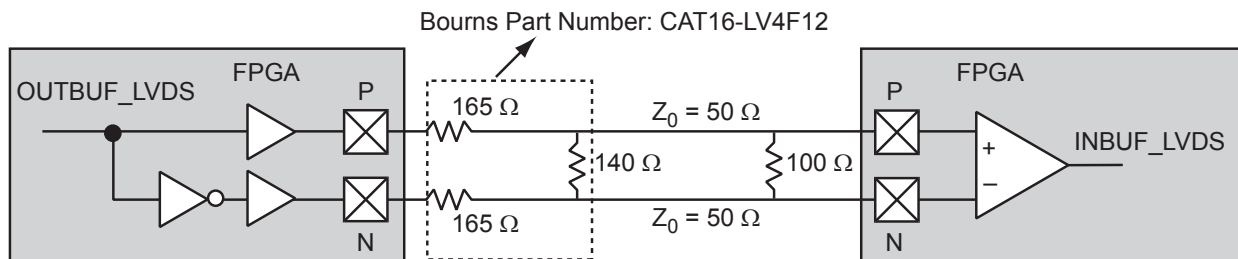 Bourns Part Number: CAT16-LV4F12
FPGA
FPGA
OUTBUF_LVDS
P
165 Ω
Z0 = 50 Ω
P
+
−
INBUF_LVDS
140 Ω
100 Ω
165 Ω
Z0 = 50 Ω
N
N